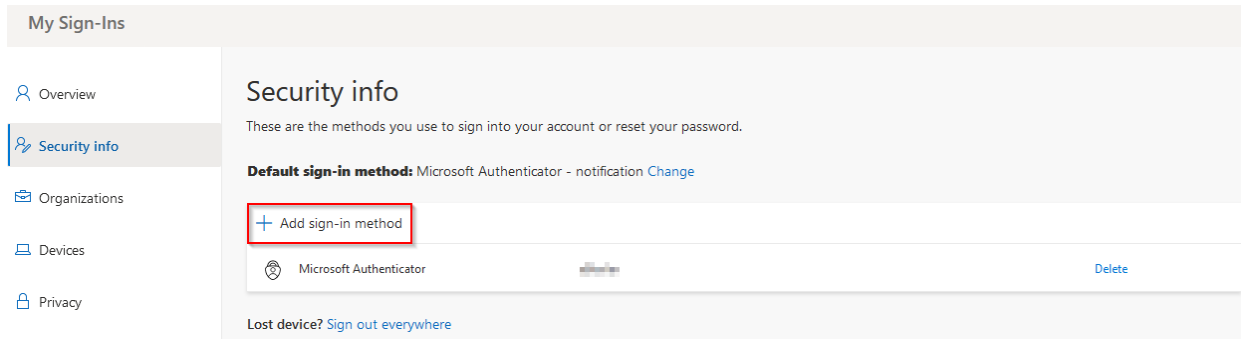 My Sign-Ins
Overview
Security info
Organizations
Devices
Privacy
Security info
These are the methods you use to sign into your account or reset your password.
Default sign-in method: Microsoft Authenticator - notification Change
Add sign-in method
Microsoft Authenticator Delete
Lost device? Sign out everywhere